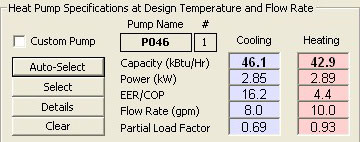 Heat Pump Specifications at Design Temperature and Flow Rate
Pump Name #
Custom Pump P046 1 Cooling Heating
Auto-Select Capacity (kBtu/Hr) 46.1 42.9
Power (kW) 2.85 2.89
Select EER/COP 16.2 4.4
Details Flow Rate (gpm) 8.0 10.0
Clear Partial Load Factor 0.69 0.93